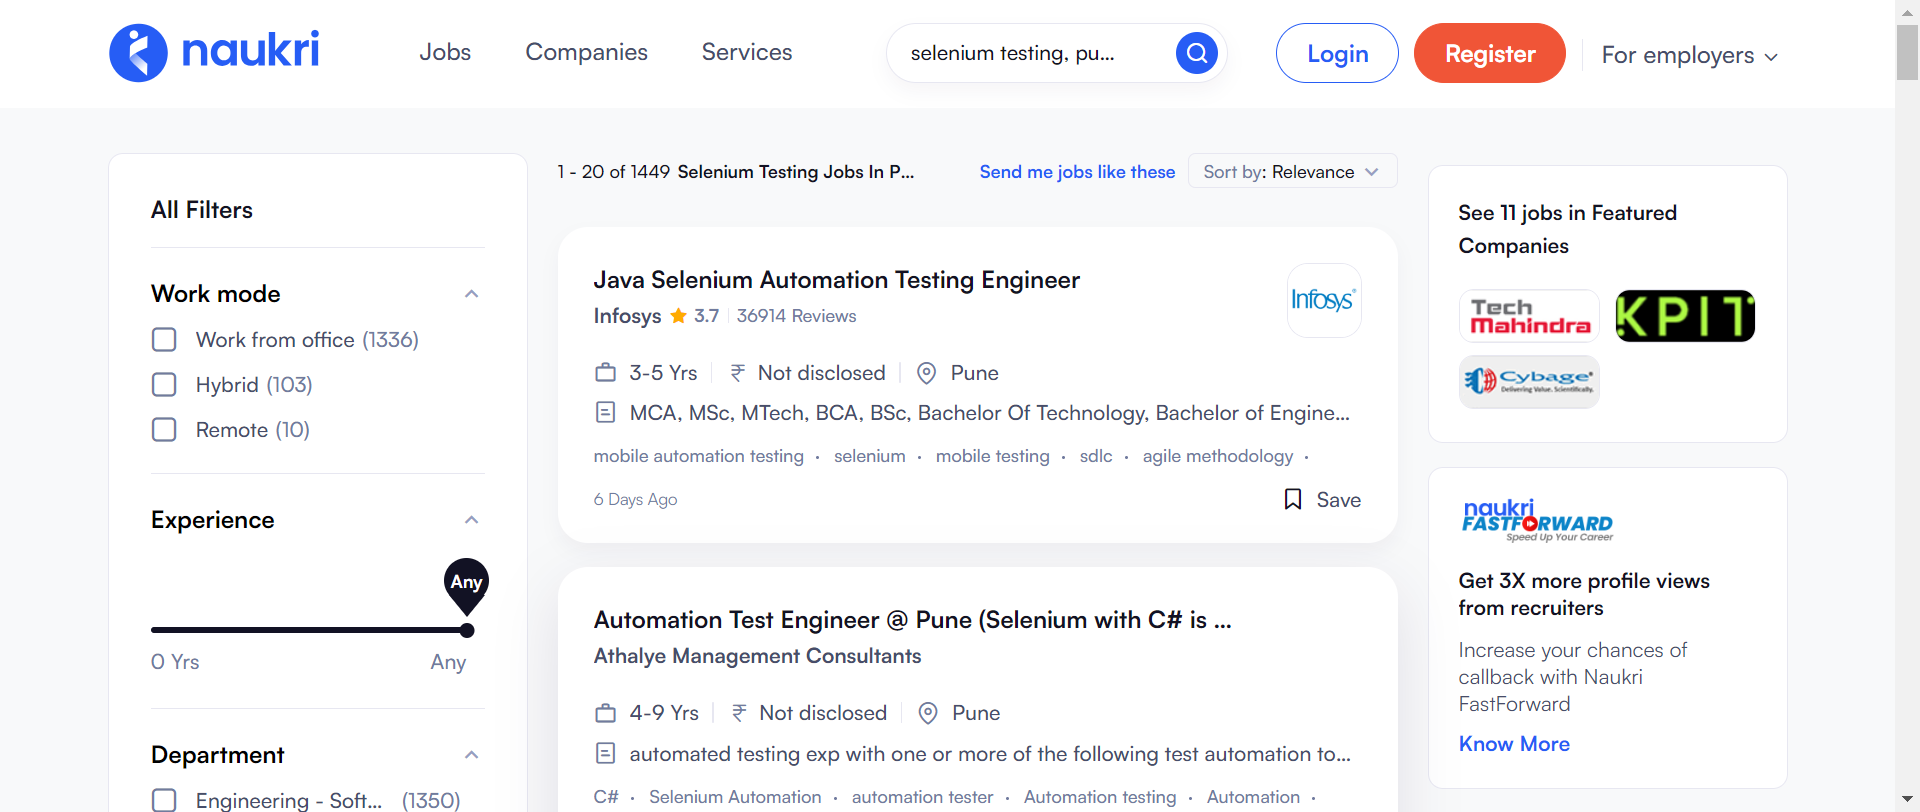 naukri
Jobs
Companies
Services
selenium testing, pu...
Login
Register
For employers
All Filters
Work mode
Work from office (1336)
Hybrid (103)
Remote (10)
Experience
Any
0 Yrs
Any
Department
Engineering - Soft... (1350)
1 - 20 of 1449 Selenium Testing Jobs In P...
Send me jobs like these
Sort by: Relevance
Java Selenium Automation Testing Engineer
Infosys 3.7 36914 Reviews
Infosys
3-5 Yrs ₹ Not disclosed Pune
MCA, MSc, MTech, BCA, BSc, Bachelor Of Technology, Bachelor of Engine...
mobile automation testing · selenium · mobile testing · sdlc · agile methodology ·
6 Days Ago
Save
Automation Test Engineer @ Pune (Selenium with C# is ...
Athalye Management Consultants
4-9 Yrs ₹ Not disclosed Pune
automated testing exp with one or more of the following test automation to...
C# · Selenium Automation · automation tester · Automation testing · Automation ·
See 11 jobs in Featured
Companies
Tech
Mahindra
KPIT
Cybage
Delivering Value. Scientifically.
naukri
FASTFORWARD
Speed Up Your Career
Get 3X more profile views
from recruiters
Increase your chances of
callback with Naukri
FastForward
Know More